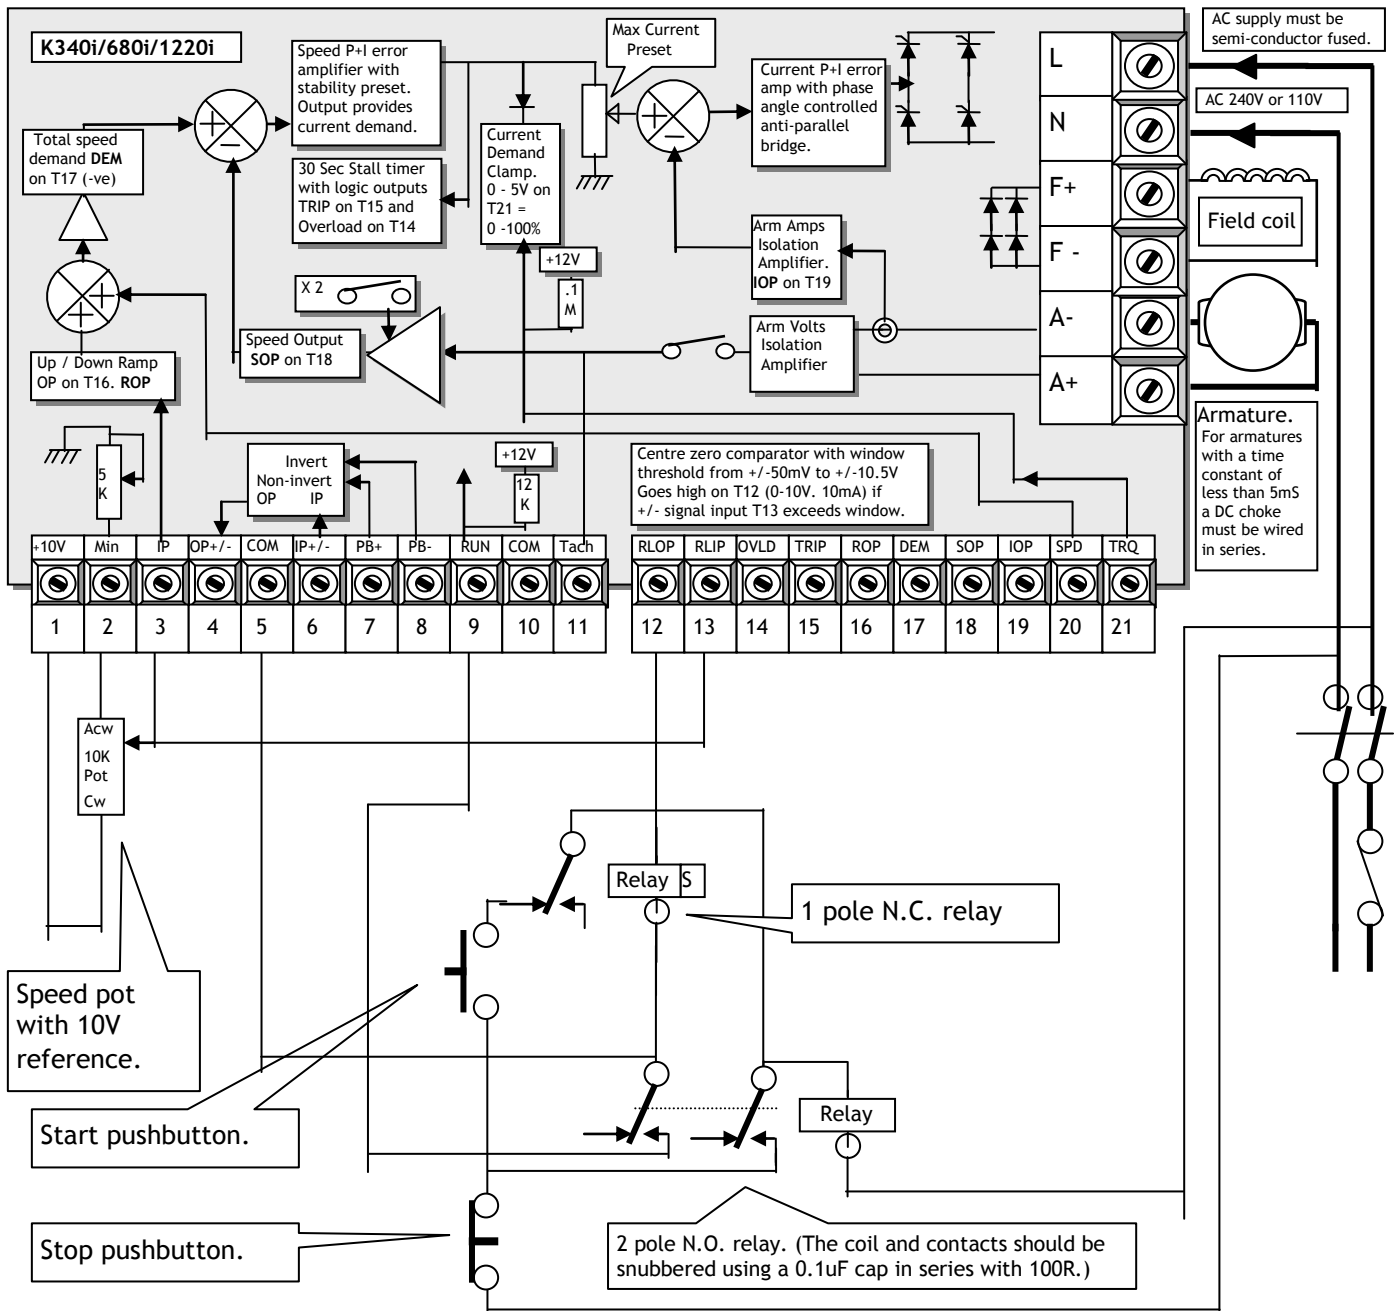 K340i/680i/1220i
Speed P+I error
amplifier with
stability preset.
Output provides
current demand.
Max Current
Preset
Current P+I error
amp with phase
angle controlled
anti-parallel
bridge.
AC supply must be
semi-conductor fused.
AC 240V or 110V
L
N
F+
F -
A-
A+
Field coil
Total speed
demand DEM
on T17 (-ve)
30 Sec Stall timer
with logic outputs
TRIP on T15 and
Overload on T14
Current
Demand
Clamp.
0 - 5V on
T21 =
0 -100%
+12V
.1
M
Arm Amps
Isolation
Amplifier.
IOP on T19
X 2
Speed Output
SOP on T18
Arm Volts
Isolation
Amplifier
Up / Down Ramp
OP on T16. ROP
Armature.
For armatures
with a time
constant of
less than 5mS
a DC choke
must be wired
in series.
5
K
Invert
Non-invert
OP IP
+12V
12
K
Centre zero comparator with window
threshold from +/-50mV to +/-10.5V
Goes high on T12 (0-10V. 10mA) if
+/- signal input T13 exceeds window.
+10V Min IP OP+/- COM IP+/- PB+ PB- RUN COM Tach
RLOP RLIP OVLD TRIP ROP DEM SOP IOP SPD TRQ
1 2 3 4 5 6 7 8 9 10 11
12 13 14 15 16 17 18 19 20 21
Acw
10K
Pot
Cw
Relay S
1 pole N.C. relay
Speed pot
with 10V
reference.
Start pushbutton.
Relay
Stop pushbutton.
2 pole N.O. relay. (The coil and contacts should be
snubbered using a 0.1uF cap in series with 100R.)